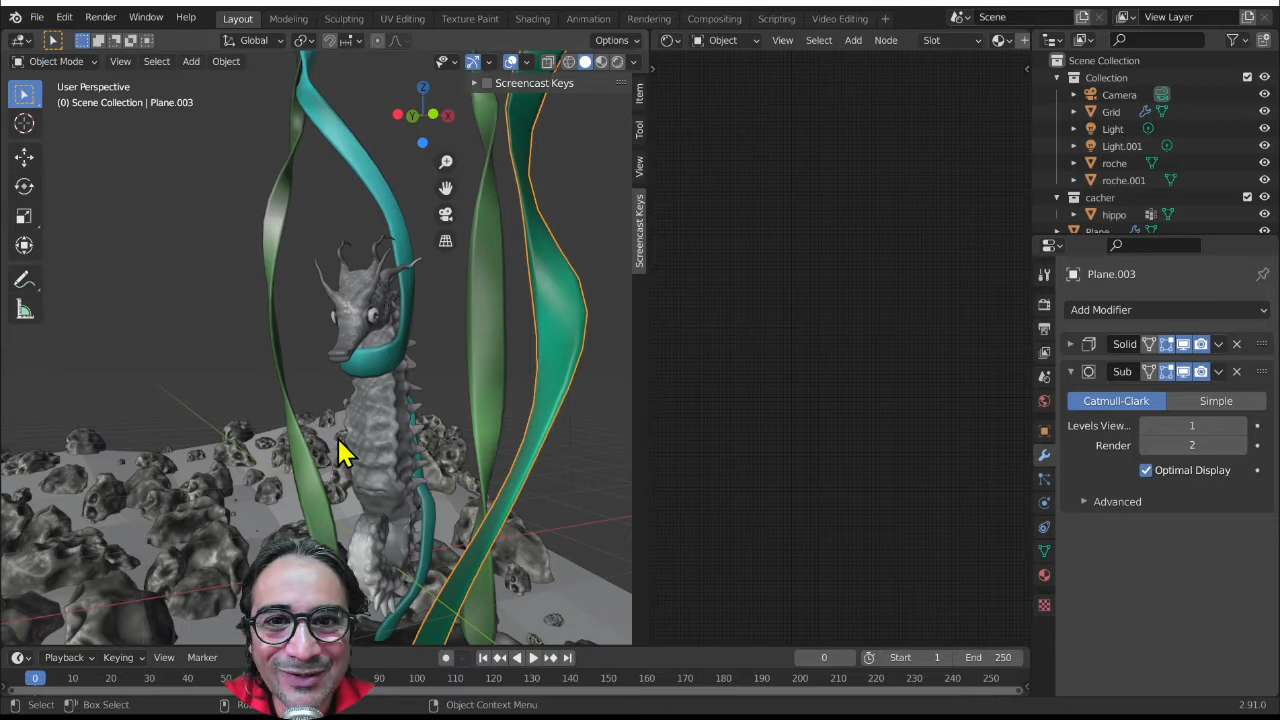 File Edit Render Window Help Layout Modeling Sculpting UV Editing Texture Paint Shading Animation Rendering Compositing Scripting Video Editing + Scene View Layer
Global Options Object View Select Add Node Slot
Object Mode View Select Add Object
User Perspective
(0) Scene Collection | Plane.003
Screencast Keys
Z
Y X
Item
Tool
View
Screencast Keys
Scene Collection
Collection
Camera
Grid
Light
Light.001
roche
roche.001
cacher
hippo
Plane
Plane.003
Add Modifier
Solid
Sub
Catmull-Clark Simple
Levels View... 1
Render 2
Optimal Display
Advanced
Playback Keying View Marker 0 Start 1 End 250
0 10 20 30 40 50 60 70 80 90 100 110 120 130 140 150 160 170 180 190 200 210 220 230 240 250
Select Box Select Object Context Menu 2.91.0